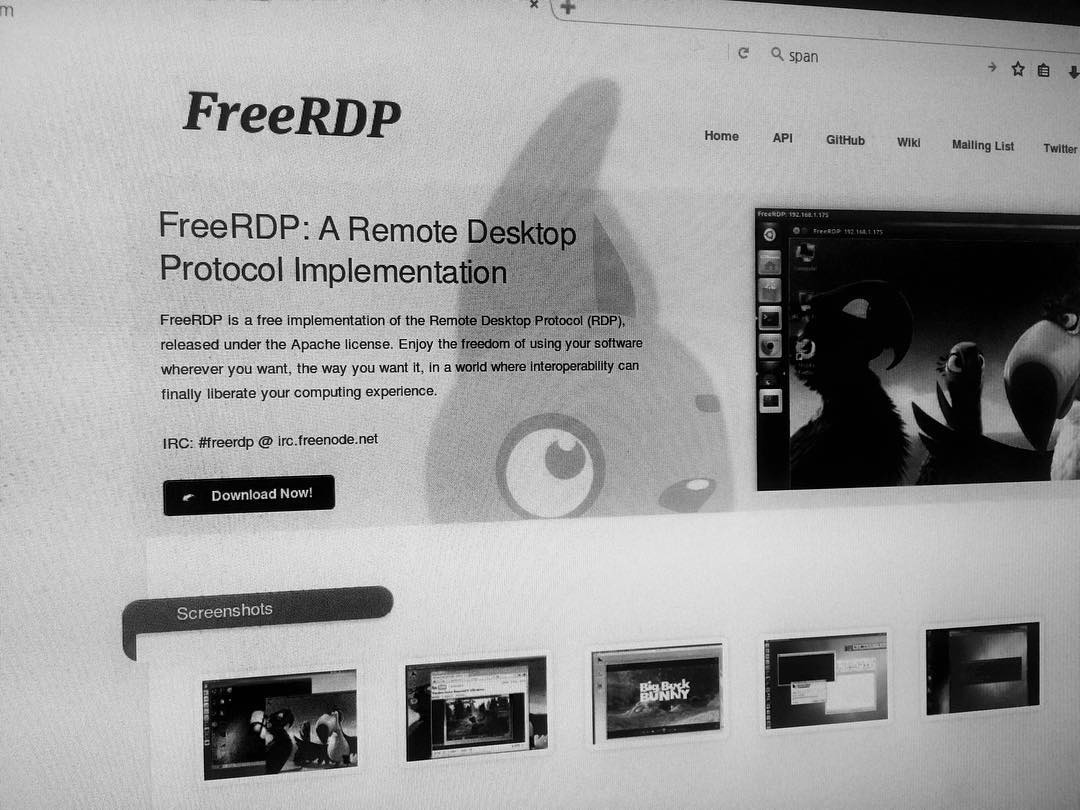 m
span
FreeRDP
Home API GitHub Wiki Mailing List Twitter
FreeRDP: A Remote Desktop
Protocol Implementation
FreeRDP: 192.168.1.175
FreeRDP 192.168.1.175
FreeRDP is a free implementation of the Remote Desktop Protocol (RDP),
released under the Apache license. Enjoy the freedom of using your software
wherever you want, the way you want it, in a world where interoperability can
finally liberate your computing experience.
IRC: #freerdp @ irc.freenode.net
Download Now!
Screenshots
BIG BUCK
BUNNY